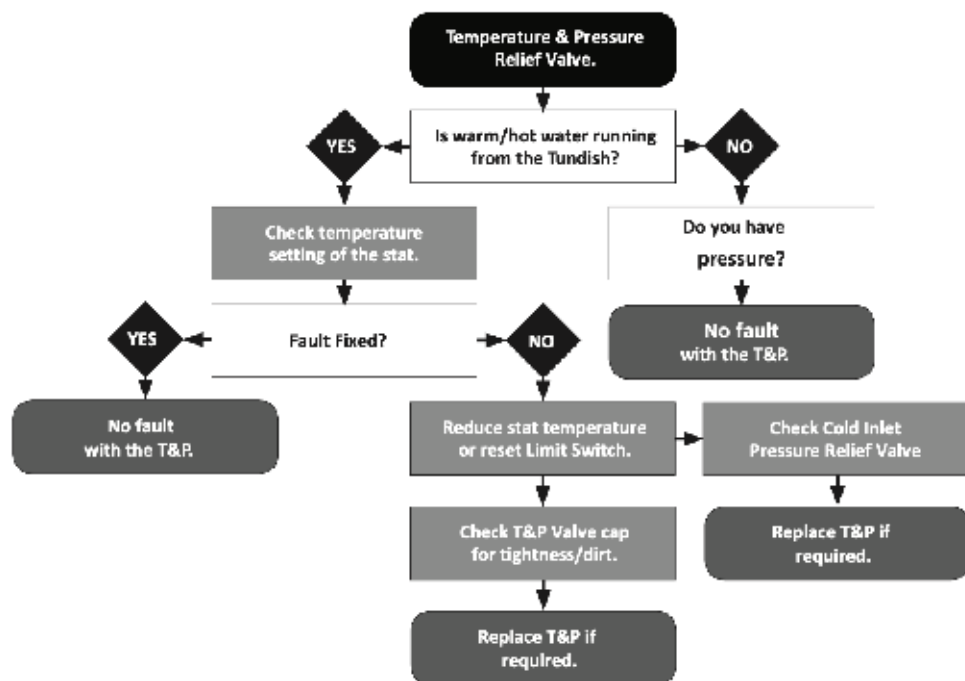 Temperature & Pressure
Relief Valve.
Is warm/hot water running
from the Tundish?
YES
NO
Check temperature
setting of the stat.
Do you have
pressure?
YES
Fault Fixed?
NO
No fault
with the T&P.
No fault
with the T&P.
Reduce stat temperature
or reset Limit Switch.
Check Cold Inlet
Pressure Relief Valve
Check T&P Valve cap
for tightness/dirt.
Replace T&P if
required.
Replace T&P if
required.